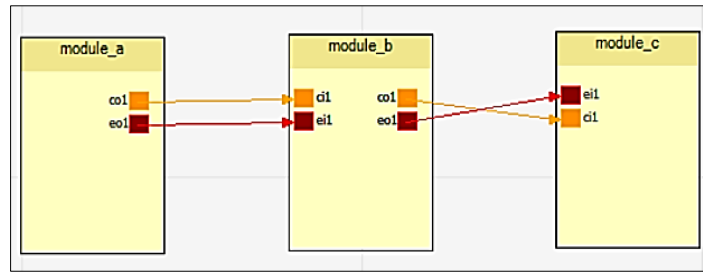 module_a
co1
eo1
module_b
ci1
ei1
co1
eo1
module_c
ei1
ci1